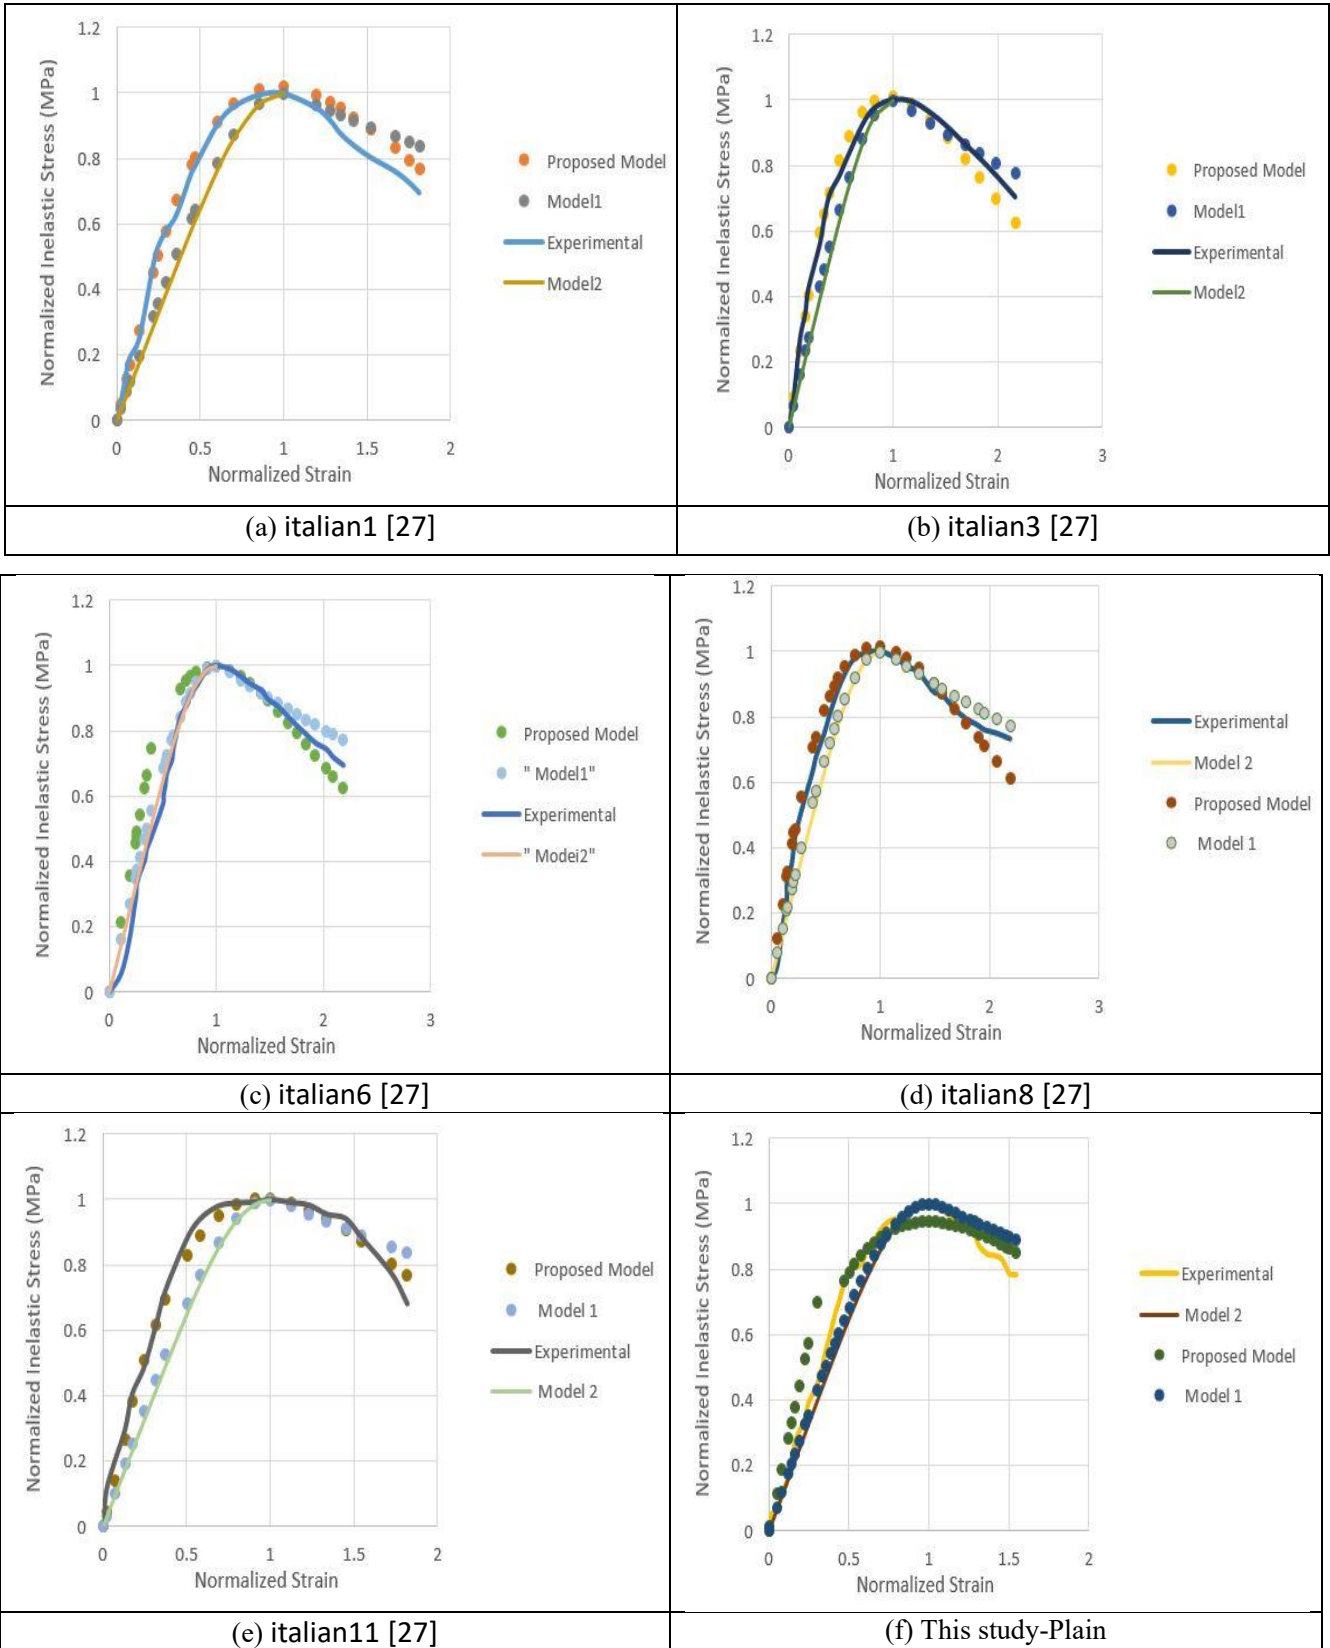 Normalized Inelastic Stress (MPa)
1.2
1
0.8
0.6
0.4
0.2
0
0 0.5 1 1.5 2
Normalized Strain
Proposed Model
Model1
Experimental
Model2
(a) italian1 [27]
Normalized Inelastic Stress (MPa)
1.2
1
0.8
0.6
0.4
0.2
0
0 1 2 3
Normalized Strain
Proposed Model
Model1
Experimental
Model2
(b) italian3 [27]
Normalized Inelastic Stress (MPa)
1.2
1
0.8
0.6
0.4
0.2
0
0 1 2 3
Normalized Strain
Proposed Model
" Model1"
Experimental
" Modei2"
(c) italian6 [27]
Normalized Inelastic Stress (MPa)
1.2
1
0.8
0.6
0.4
0.2
0
0 1 2 3
Normalized Strain
Experimental
Model 2
Proposed Model
Model 1
(d) italian8 [27]
Normalized Inelastic Stress (MPa)
1.2
1
0.8
0.6
0.4
0.2
0
0 0.5 1 1.5 2
Normalized Strain
Proposed Model
Model 1
Experimental
Model 2
(e) italian11 [27]
Normalized Inelastic Stress (MPa)
1.2
1
0.8
0.6
0.4
0.2
0
0 0.5 1 1.5 2
Normalized Strain
Experimental
Model 2
Proposed Model
Model 1
(f) This study-Plain